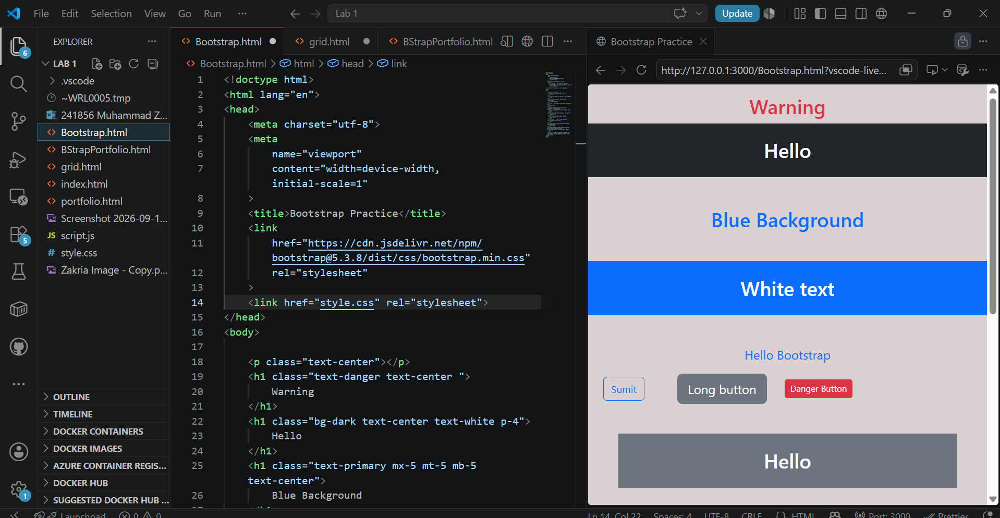 File Edit Selection View Go Run ··· Lab 1 Update
EXPLORER ···
LAB 1
.vscode
~WRL0005.tmp
241856 Muhammad Z...
Bootstrap.html
BStrapPortfolio.html
grid.html
index.html
portfolio.html
Screenshot 2026-09-1...
JS script.js
# style.css
Zakria Image - Copy.p...
OUTLINE
TIMELINE
DOCKER CONTAINERS
DOCKER IMAGES
AZURE CONTAINER REGIS...
DOCKER HUB
SUGGESTED DOCKER HUB ...
6
5
1
Bootstrap.html grid.html BStrapPortfolio.html
Bootstrap.html > html > head > link
1 <!doctype html>
2 <html lang="en">
3 <head>
4 <meta charset="utf-8">
5 <meta
6 name="viewport"
7 content="width=device-width,
initial-scale=1"
8 >
9 <title>Bootstrap Practice</title>
10 <link
11 href="https://cdn.jsdelivr.net/npm/
bootstrap@5.3.8/dist/css/bootstrap.min.css"
12 rel="stylesheet"
13 >
14 <link href="style.css" rel="stylesheet">
15 </head>
16 <body>
17
18 <p class="text-center"></p>
19 <h1 class="text-danger text-center ">
20 Warning
21 </h1>
22 <h1 class="bg-dark text-center text-white p-4">
23 Hello
24 </h1>
25 <h1 class="text-primary mx-5 mt-5 mb-5
text-center">
26 Blue Background
Bootstrap Practice
http://127.0.0.1:3000/Bootstrap.html?vscode-live...
Warning
Hello
Blue Background
White text
Hello Bootstrap
Sumit Long button Danger Button
Hello
Launchpad 0 0 Ln 14, Col 22 Spaces: 4 UTF-8 CRLF {} HTML Port: 3000 Prettier